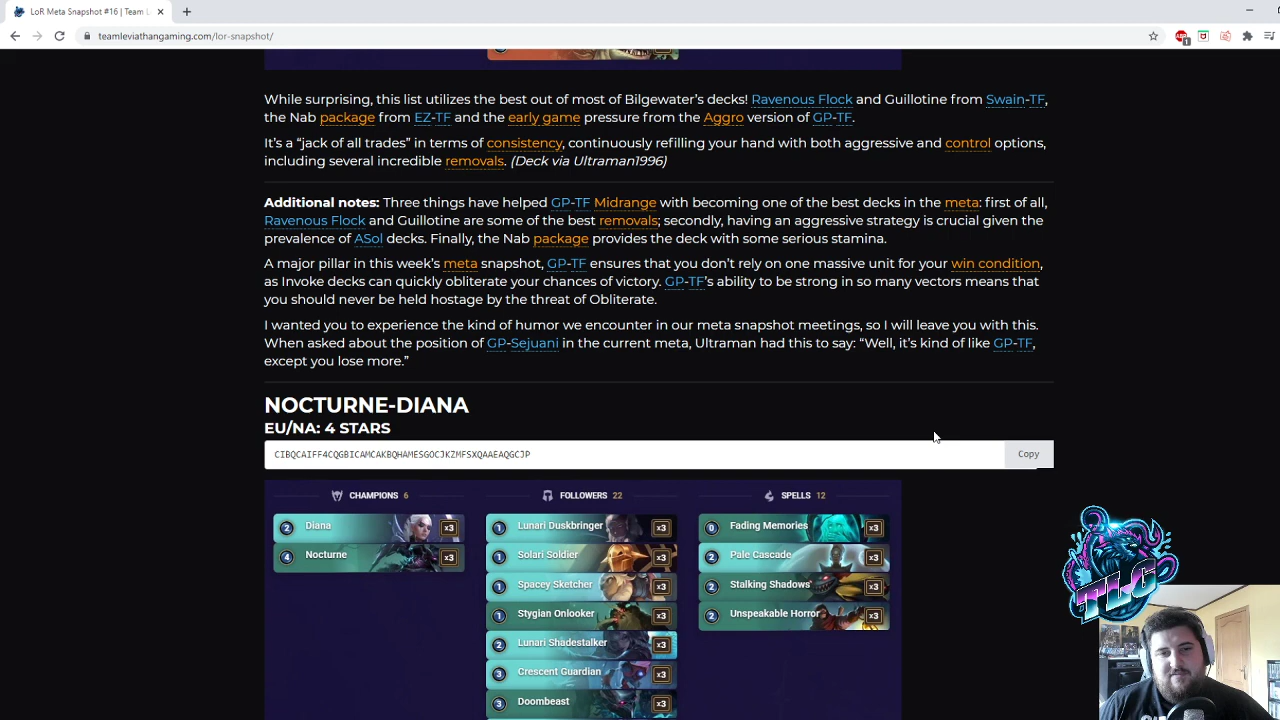 LoR Meta Snapshot #16 | Team L
teamleviathangaming.com/lor-snapshot/
While surprising, this list utilizes the best out of most of Bilgewater's decks! Ravenous Flock and Guillotine from Swain-TF,
the Nab package from EZ-TF and the early game pressure from the Aggro version of GP-TF.
It's a “jack of all trades” in terms of consistency, continuously refilling your hand with both aggressive and control options,
including several incredible removals. (Deck via Ultraman1996)
Additional notes: Three things have helped GP-TF Midrange with becoming one of the best decks in the meta: first of all,
Ravenous Flock and Guillotine are some of the best removals; secondly, having an aggressive strategy is crucial given the
prevalence of ASol decks. Finally, the Nab package provides the deck with some serious stamina.
A major pillar in this week's meta snapshot, GP-TF ensures that you don't rely on one massive unit for your win condition,
as Invoke decks can quickly obliterate your chances of victory. GP-TF's ability to be strong in so many vectors means that
you should never be held hostage by the threat of Obliterate.
I wanted you to experience the kind of humor we encounter in our meta snapshot meetings, so I will leave you with this.
When asked about the position of GP-Sejuani in the current meta, Ultraman had this to say: “Well, it's kind of like GP-TF,
except you lose more.”
NOCTURNE-DIANA
EU/NA: 4 STARS
CIBQCAIFF4CQGBICAMCAKBQHAMESGOCJKZMFSXQAAEAQGCJP Copy
CHAMPIONS 6 FOLLOWERS 22 SPELLS 12
2 Diana x3 1 Lunari Duskbringer x3 0 Fading Memories x3
4 Nocturne x3 1 Solari Soldier x3 2 Pale Cascade x3
1 Spacey Sketcher x3 2 Stalking Shadows x3
1 Stygian Onlooker x3 2 Unspeakable Horror x3
2 Lunari Shadestalker x3
3 Crescent Guardian x3
3 Doombeast x3
TLG